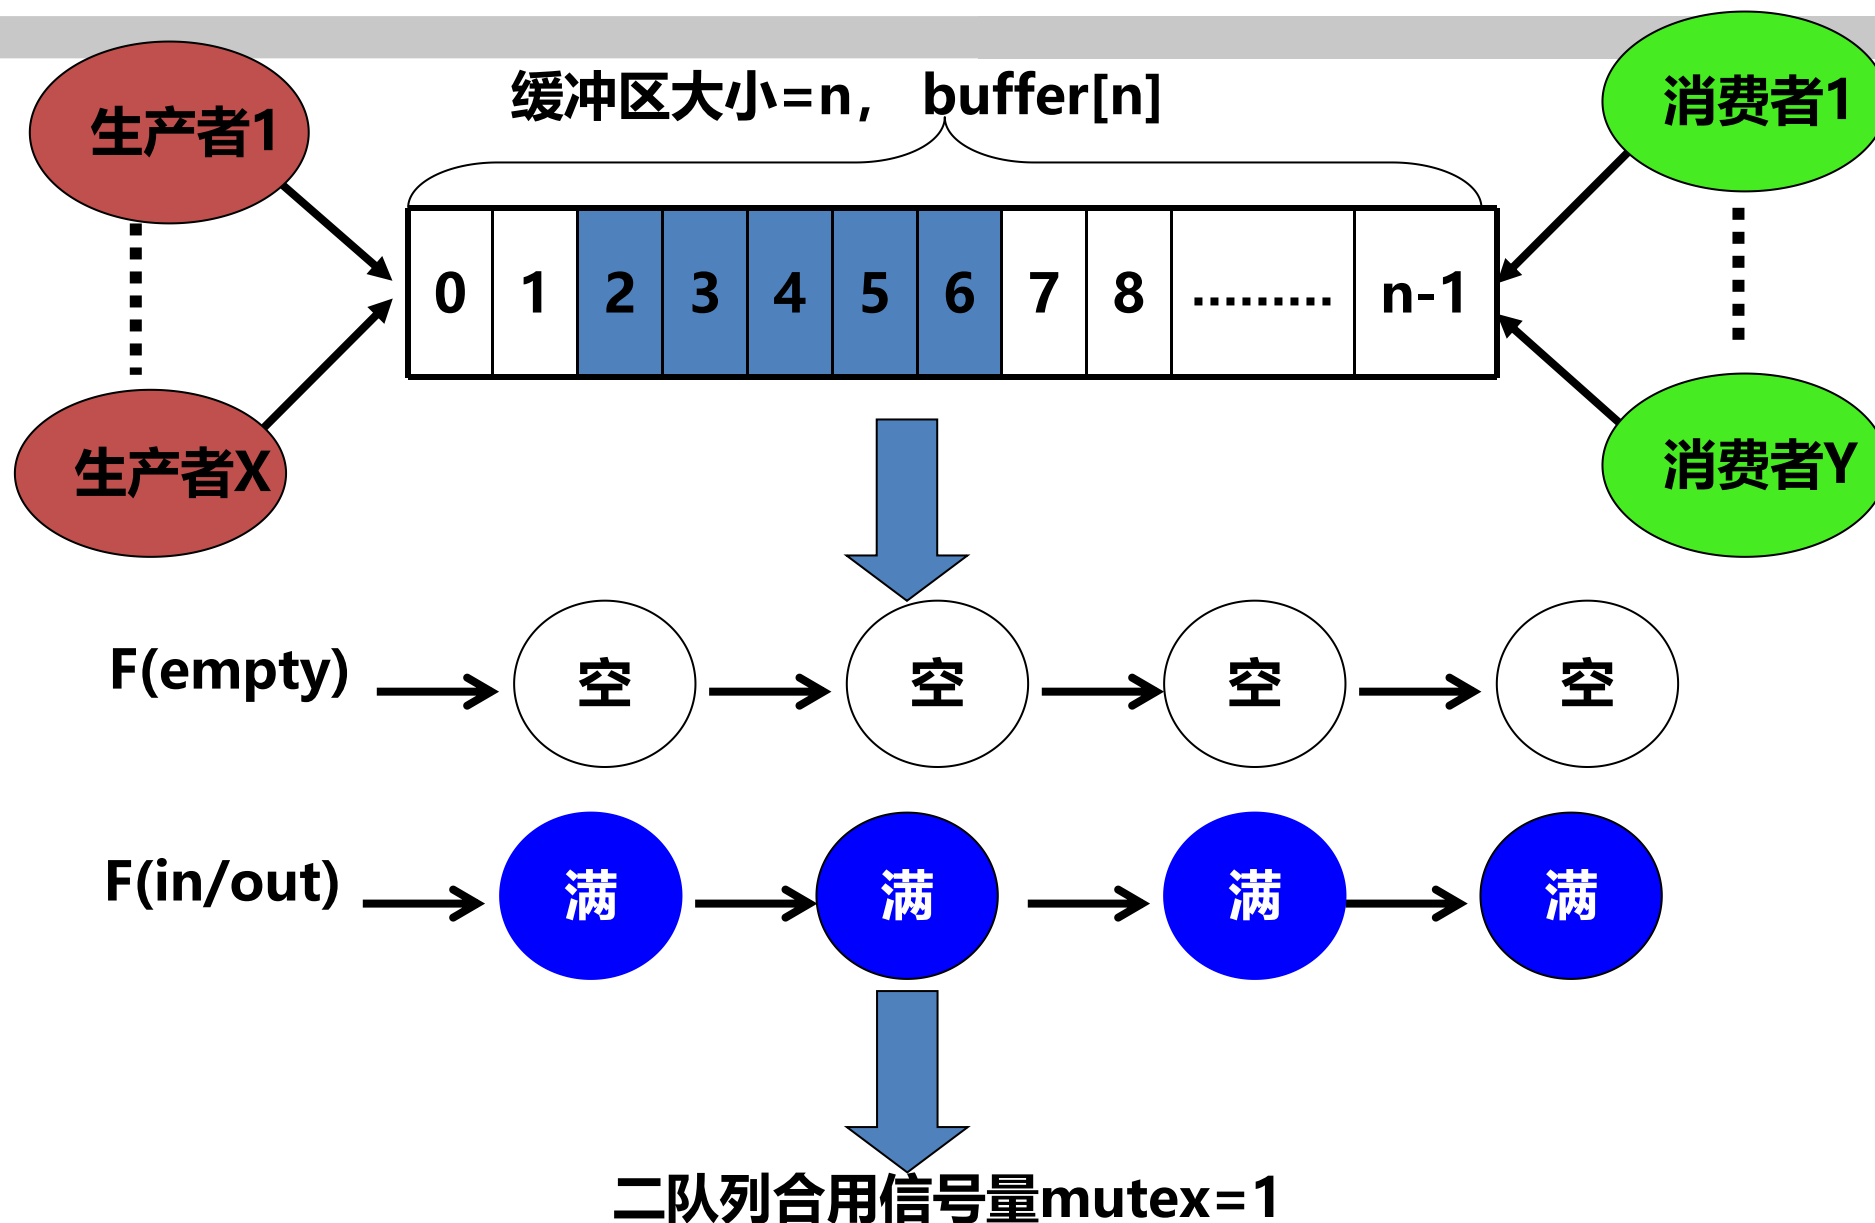 缓冲区大小=n, buffer[n]
生产者1
消费者1
0 1 2 3 4 5 6 7 8 ......... n-1
生产者X
消费者Y
F(empty) 空 空 空 空
F(in/out) 满 满 满 满
二队列合用信号量mutex=1